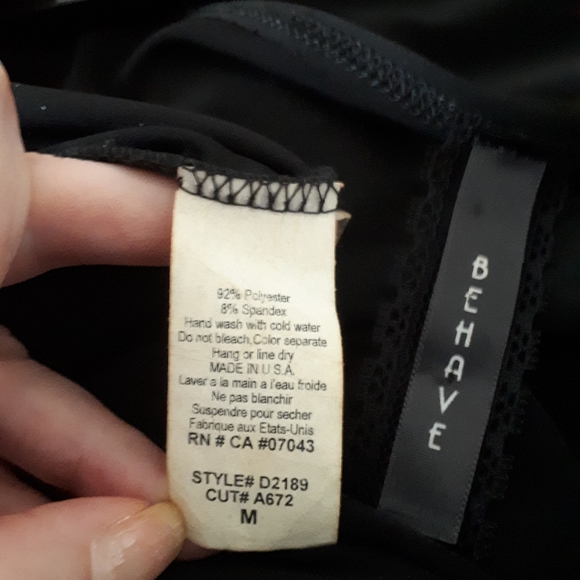 92% Polyester
8% Spandex
Hand wash with cold water
Do not bleach.Color separate
Hang or line dry
MADE IN U.S.A.
Laver a la main a l'eau froide
Ne pas blanchir
Suspendre pour secher
Fabrique aux Etats-Unis
RN # CA #07043
STYLE# D2189
CUT# A672
M
BEHAVE